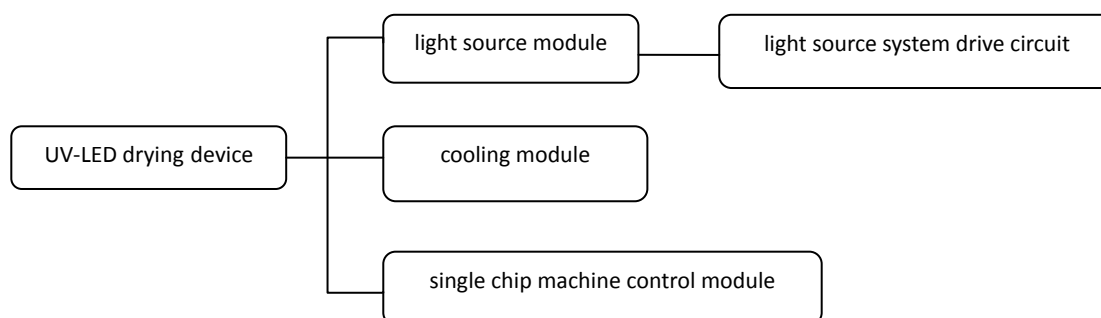 light source module
light source system drive circuit
UV-LED drying device
cooling module
single chip machine control module